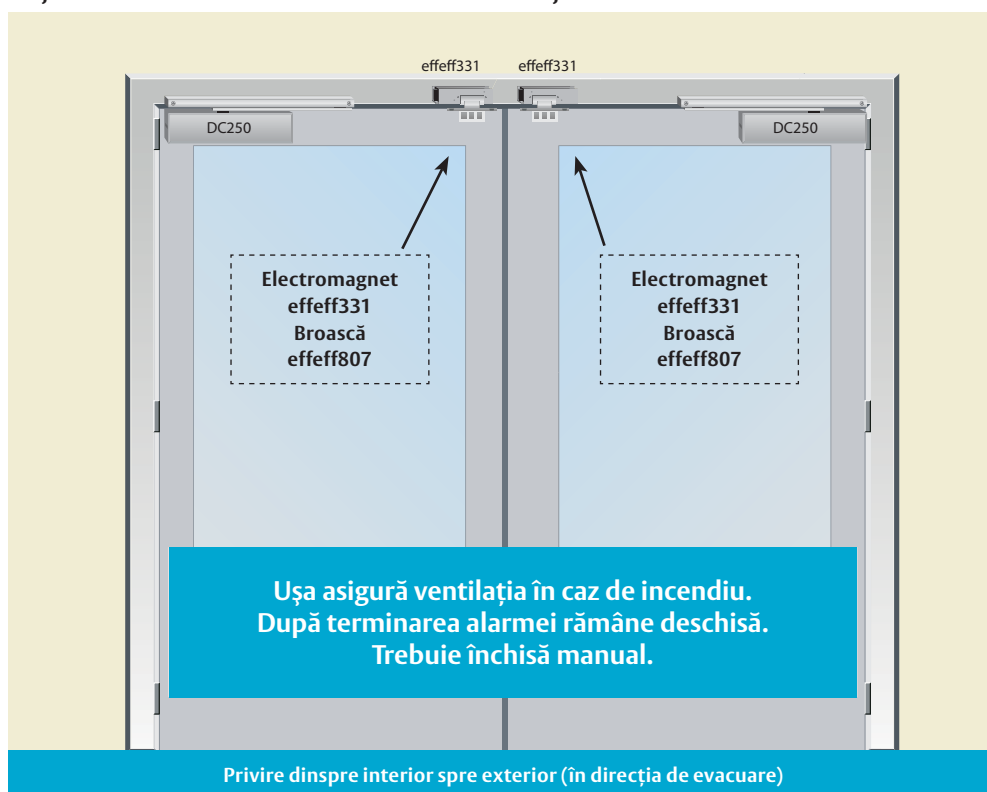 effeff331 effeff331
DC250 DC250
Electromagnet
effeff331
Broască
effeff807
Electromagnet
effeff331
Broască
effeff807
Ușa asigură ventilația în caz de incendiu.
După terminarea alarmei rămâne deschisă.
Trebuie închisă manual.
Privire dinspre interior spre exterior (în direcția de evacuare)